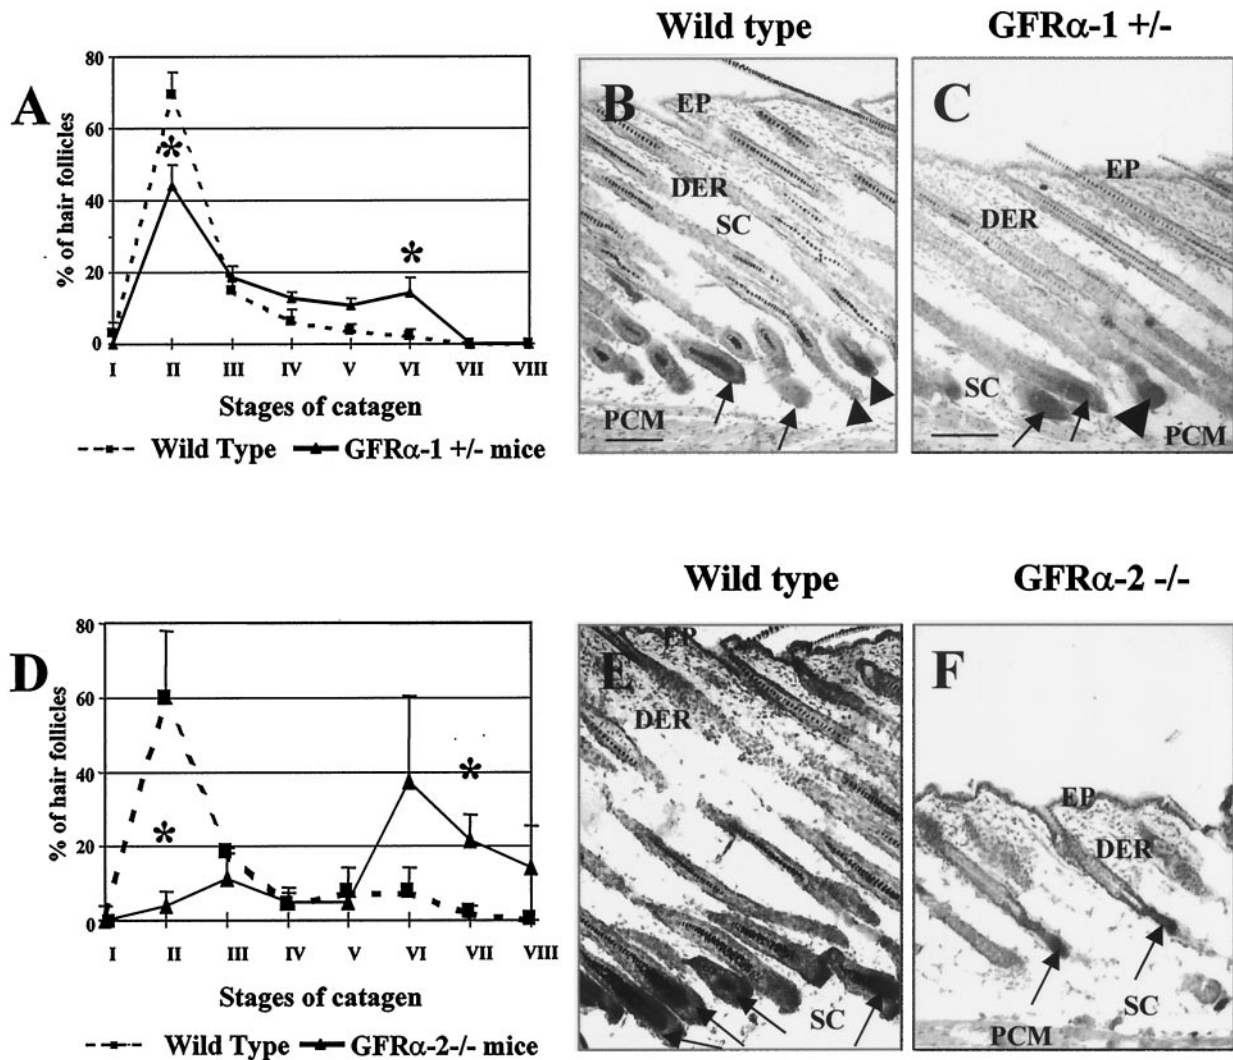 Wild type
GFRα-1 +/-
A
% of hair follicles
80
60
40
20
0
*
*
I II III IV V VI VII VIII
Stages of catagen
Wild Type GFRα-1 +/- mice
B
EP
DER
SC
PCM
C
EP
DER
SC
PCM
Wild type
GFRα-2 -/-
D
% of hair follicles
80
60
40
20
0
*
*
I II III IV V VI VII VIII
Stages of catagen
Wild Type GFRα-2-/- mice
E
EP
DER
SC
F
EP
DER
SC
PCM